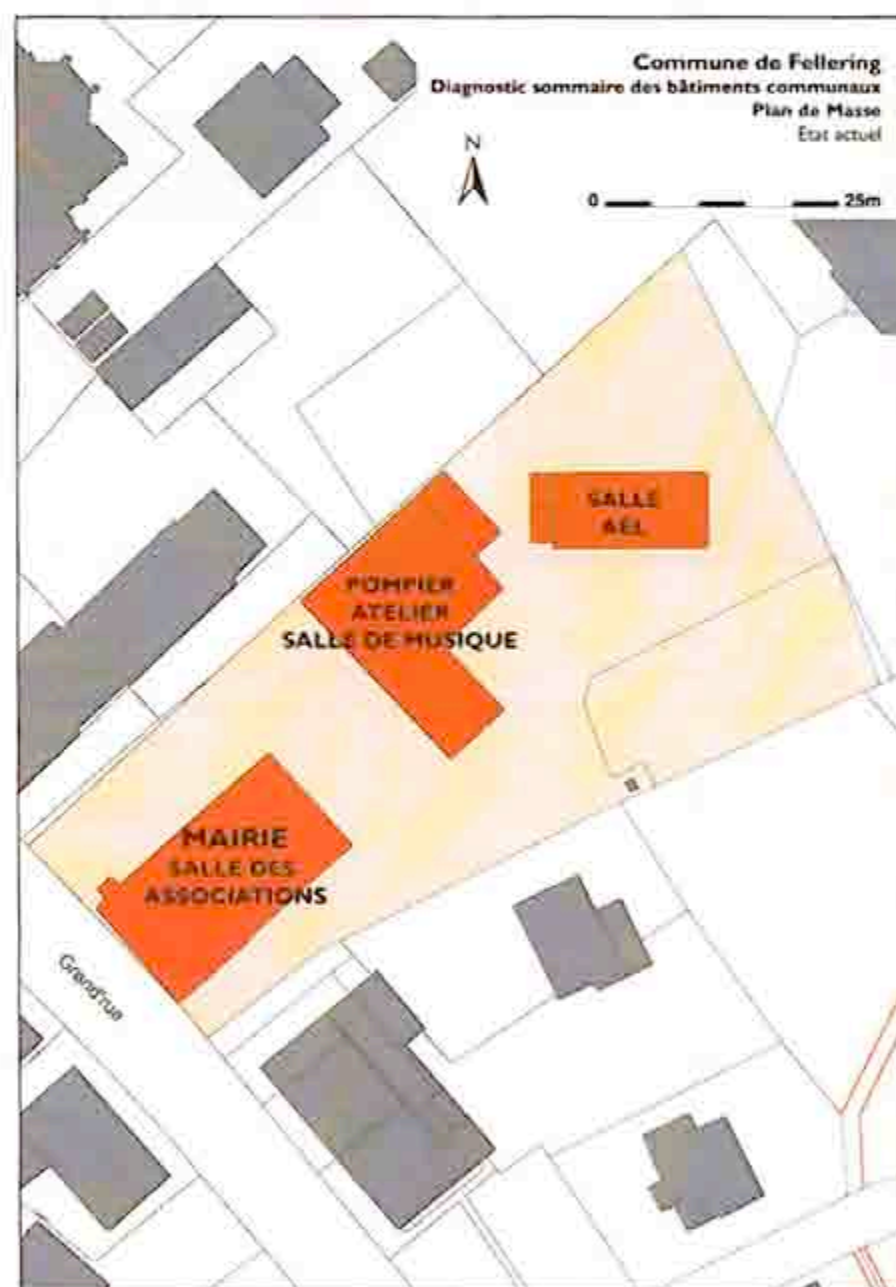 Commune de Fellering
Diagnostic sommaire des bâtiments communaux
Plan de Masse
Etat actuel
N
0 25m
SALLE
AEL
POMPIER
ATELIER
SALLE DE MUSIQUE
MAIRIE
SALLE DES
ASSOCIATIONS
Grand'rue